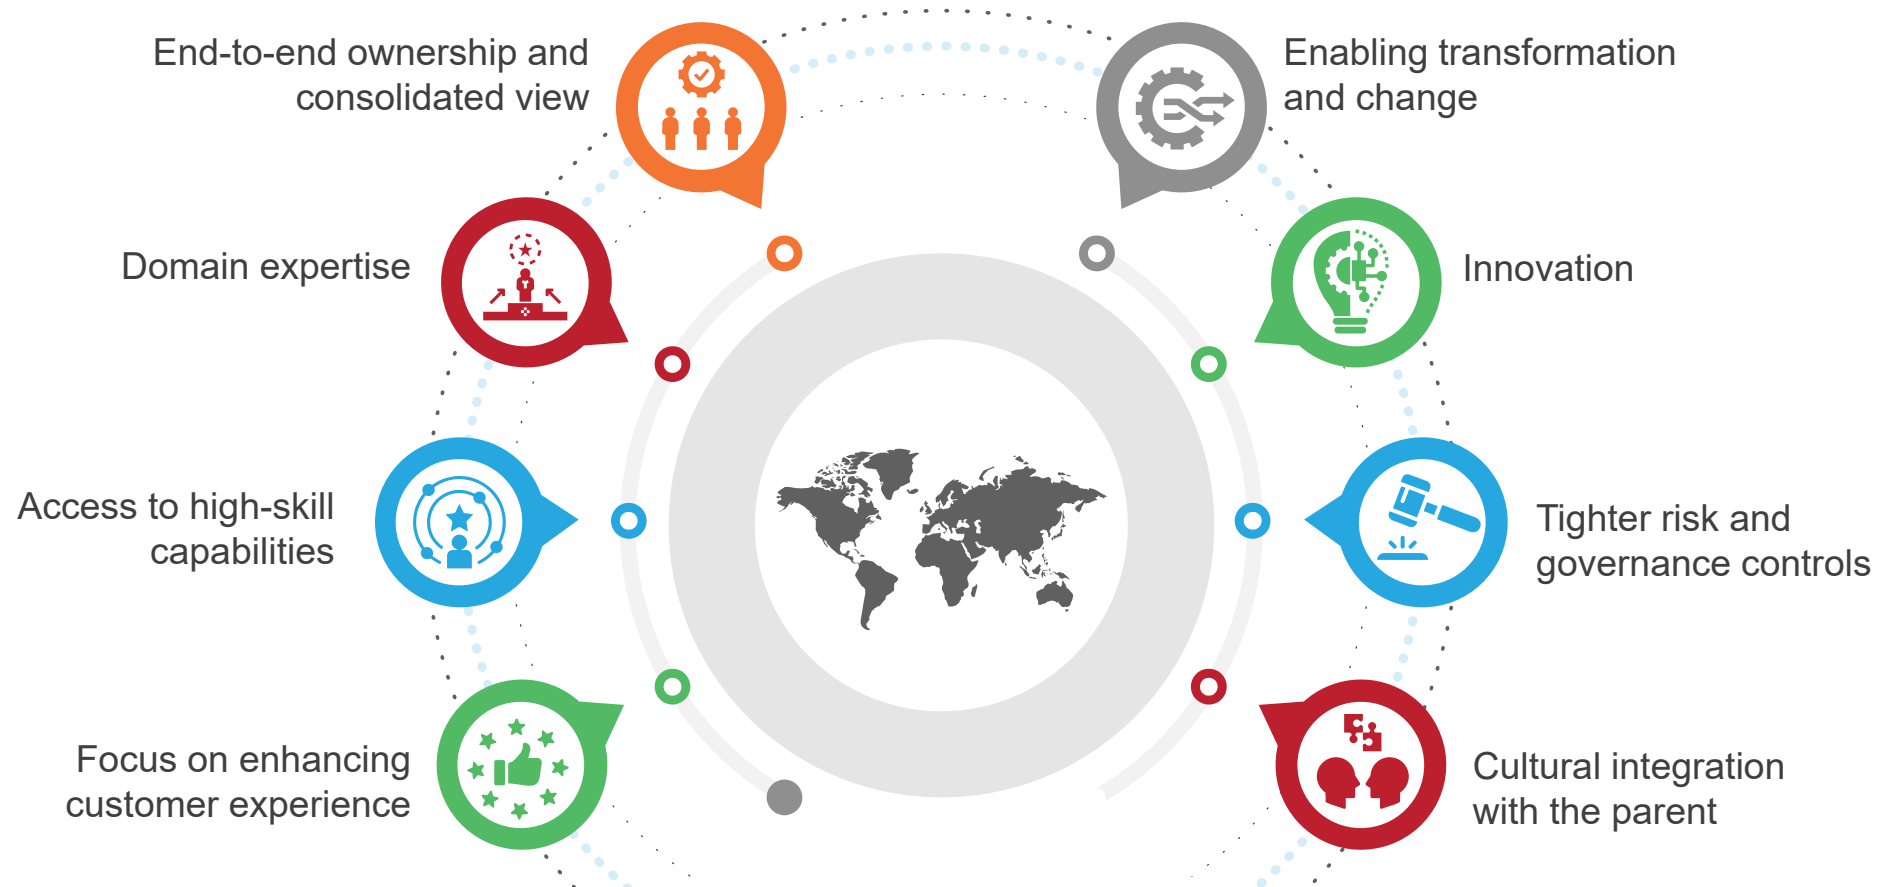 End-to-end ownership and
consolidated view
Enabling transformation
and change
Domain expertise
Innovation
Access to high-skill
capabilities
Tighter risk and
governance controls
Focus on enhancing
customer experience
Cultural integration
with the parent